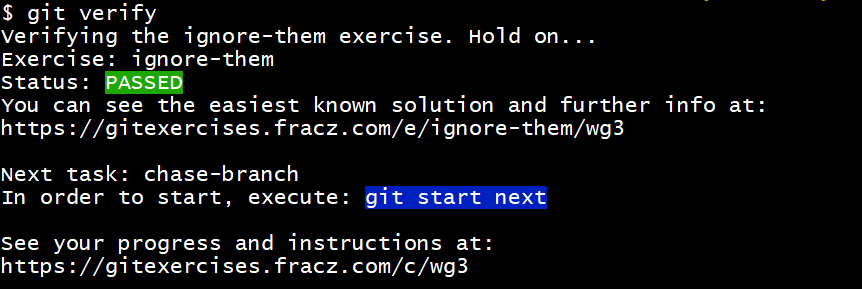 $ git verify
Verifying the ignore-them exercise. Hold on...
Exercise: ignore-them
Status: PASSED
You can see the easiest known solution and further info at:
https://gitexercises.fracz.com/e/ignore-them/wg3
Next task: chase-branch
In order to start, execute: git start next
See your progress and instructions at:
https://gitexercises.fracz.com/c/wg3